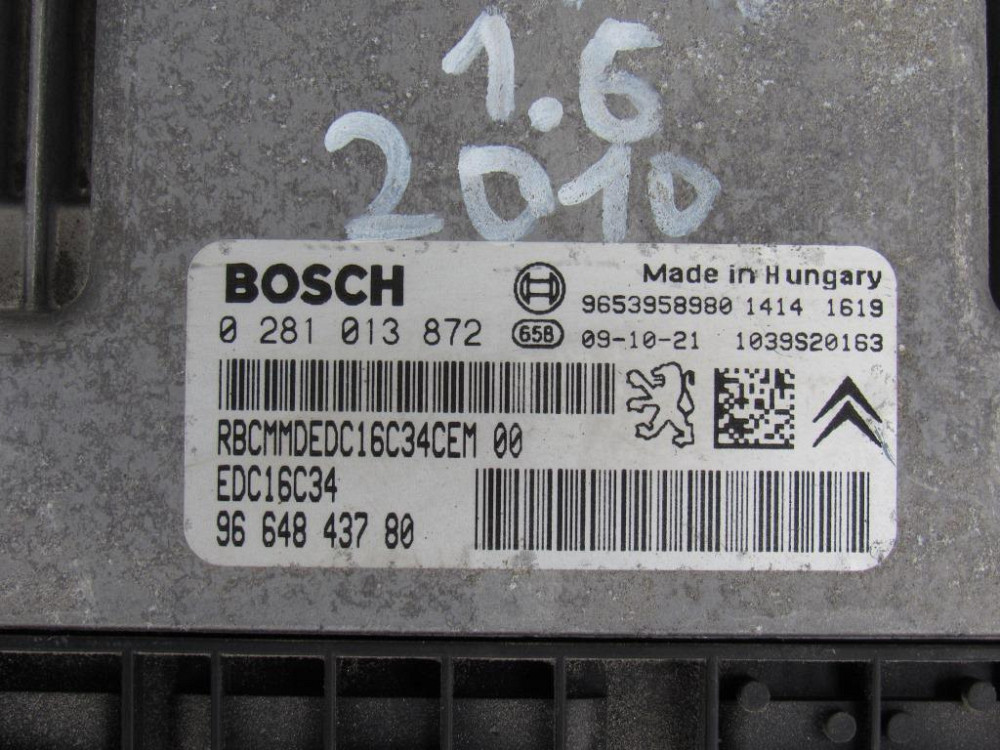 1.6
2010
BOSCH
Made in Hungary
9653958980 1414 1619
0 281 013 872
65B
09-10-21 1039S20163
RBCMMDEDC16C34CEM 00
EDC16C34
96 648 437 80